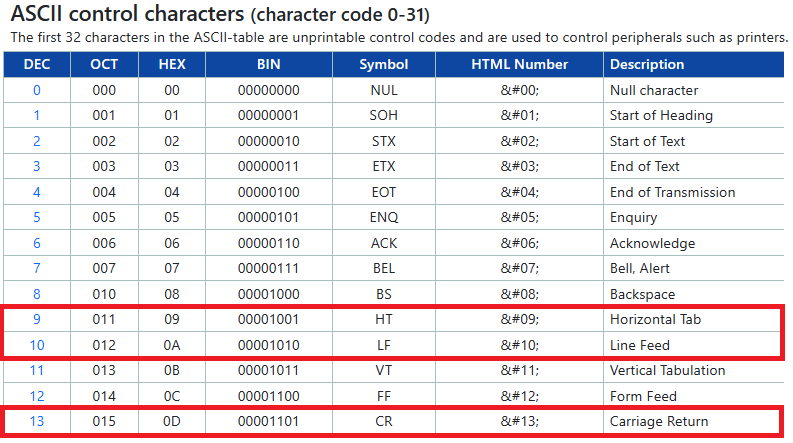 ASCII control characters (character code 0-31)
The first 32 characters in the ASCII-table are unprintable control codes and are used to control peripherals such as printers.
DEC OCT HEX BIN Symbol HTML Number Description
0 000 00 00000000 NUL &#00; Null character
1 001 01 00000001 SOH &#01; Start of Heading
2 002 02 00000010 STX &#02; Start of Text
3 003 03 00000011 ETX &#03; End of Text
4 004 04 00000100 EOT &#04; End of Transmission
5 005 05 00000101 ENQ &#05; Enquiry
6 006 06 00000110 ACK &#06; Acknowledge
7 007 07 00000111 BEL &#07; Bell, Alert
8 010 08 00001000 BS &#08; Backspace
9 011 09 00001001 HT &#09; Horizontal Tab
10 012 0A 00001010 LF &#10; Line Feed
11 013 0B 00001011 VT &#11; Vertical Tabulation
12 014 0C 00001100 FF &#12; Form Feed
13 015 0D 00001101 CR &#13; Carriage Return